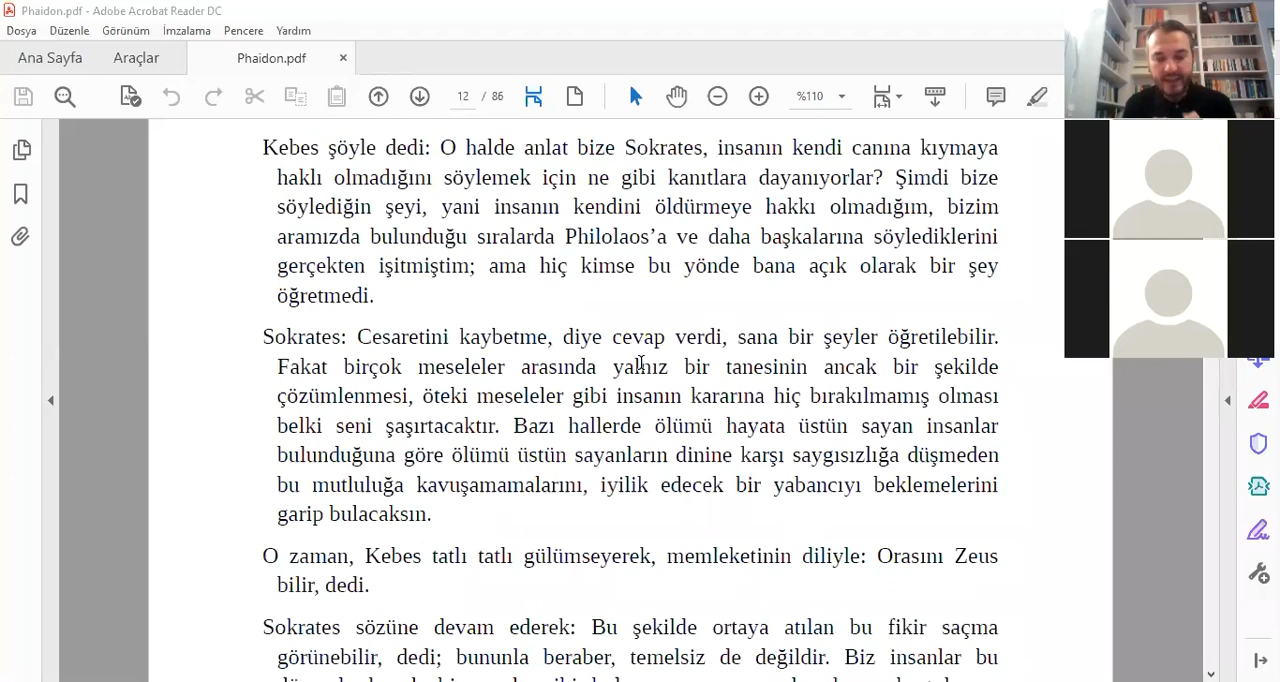 Phaidon.pdf - Adobe Acrobat Reader DC
Dosya Düzenle Görünüm İmzalama Pencere Yardım
Ana Sayfa Araçlar Phaidon.pdf ×
12 / 86 %110
Kebes şöyle dedi: O halde anlat bize Sokrates, insanın kendi canına kıymaya
haklı olmadığını söylemek için ne gibi kanıtlara dayanıyorlar? Şimdi bize
söylediğin şeyi, yani insanın kendini öldürmeye hakkı olmadığım, bizim
aramızda bulunduğu sıralarda Philolaos’a ve daha başkalarına söylediklerini
gerçekten işitmiştim; ama hiç kimse bu yönde bana açık olarak bir şey
öğretmedi.
Sokrates: Cesaretini kaybetme, diye cevap verdi, sana bir şeyler öğretilebilir.
Fakat birçok meseleler arasında yalnız bir tanesinin ancak bir şekilde
çözümlenmesi, öteki meseleler gibi insanın kararına hiç bırakılmamış olması
belki seni şaşırtacaktır. Bazı hallerde ölümü hayata üstün sayan insanlar
bulunduğuna göre ölümü üstün sayanların dinine karşı saygısızlığa düşmeden
bu mutluluğa kavuşamamalarını, iyilik edecek bir yabancıyı beklemelerini
garip bulacaksın.
O zaman, Kebes tatlı tatlı gülümseyerek, memleketinin diliyle: Orasını Zeus
bilir, dedi.
Sokrates sözüne devam ederek: Bu şekilde ortaya atılan bu fikir saçma
görünebilir, dedi; bununla beraber, temelsiz de değildir. Biz insanlar bu